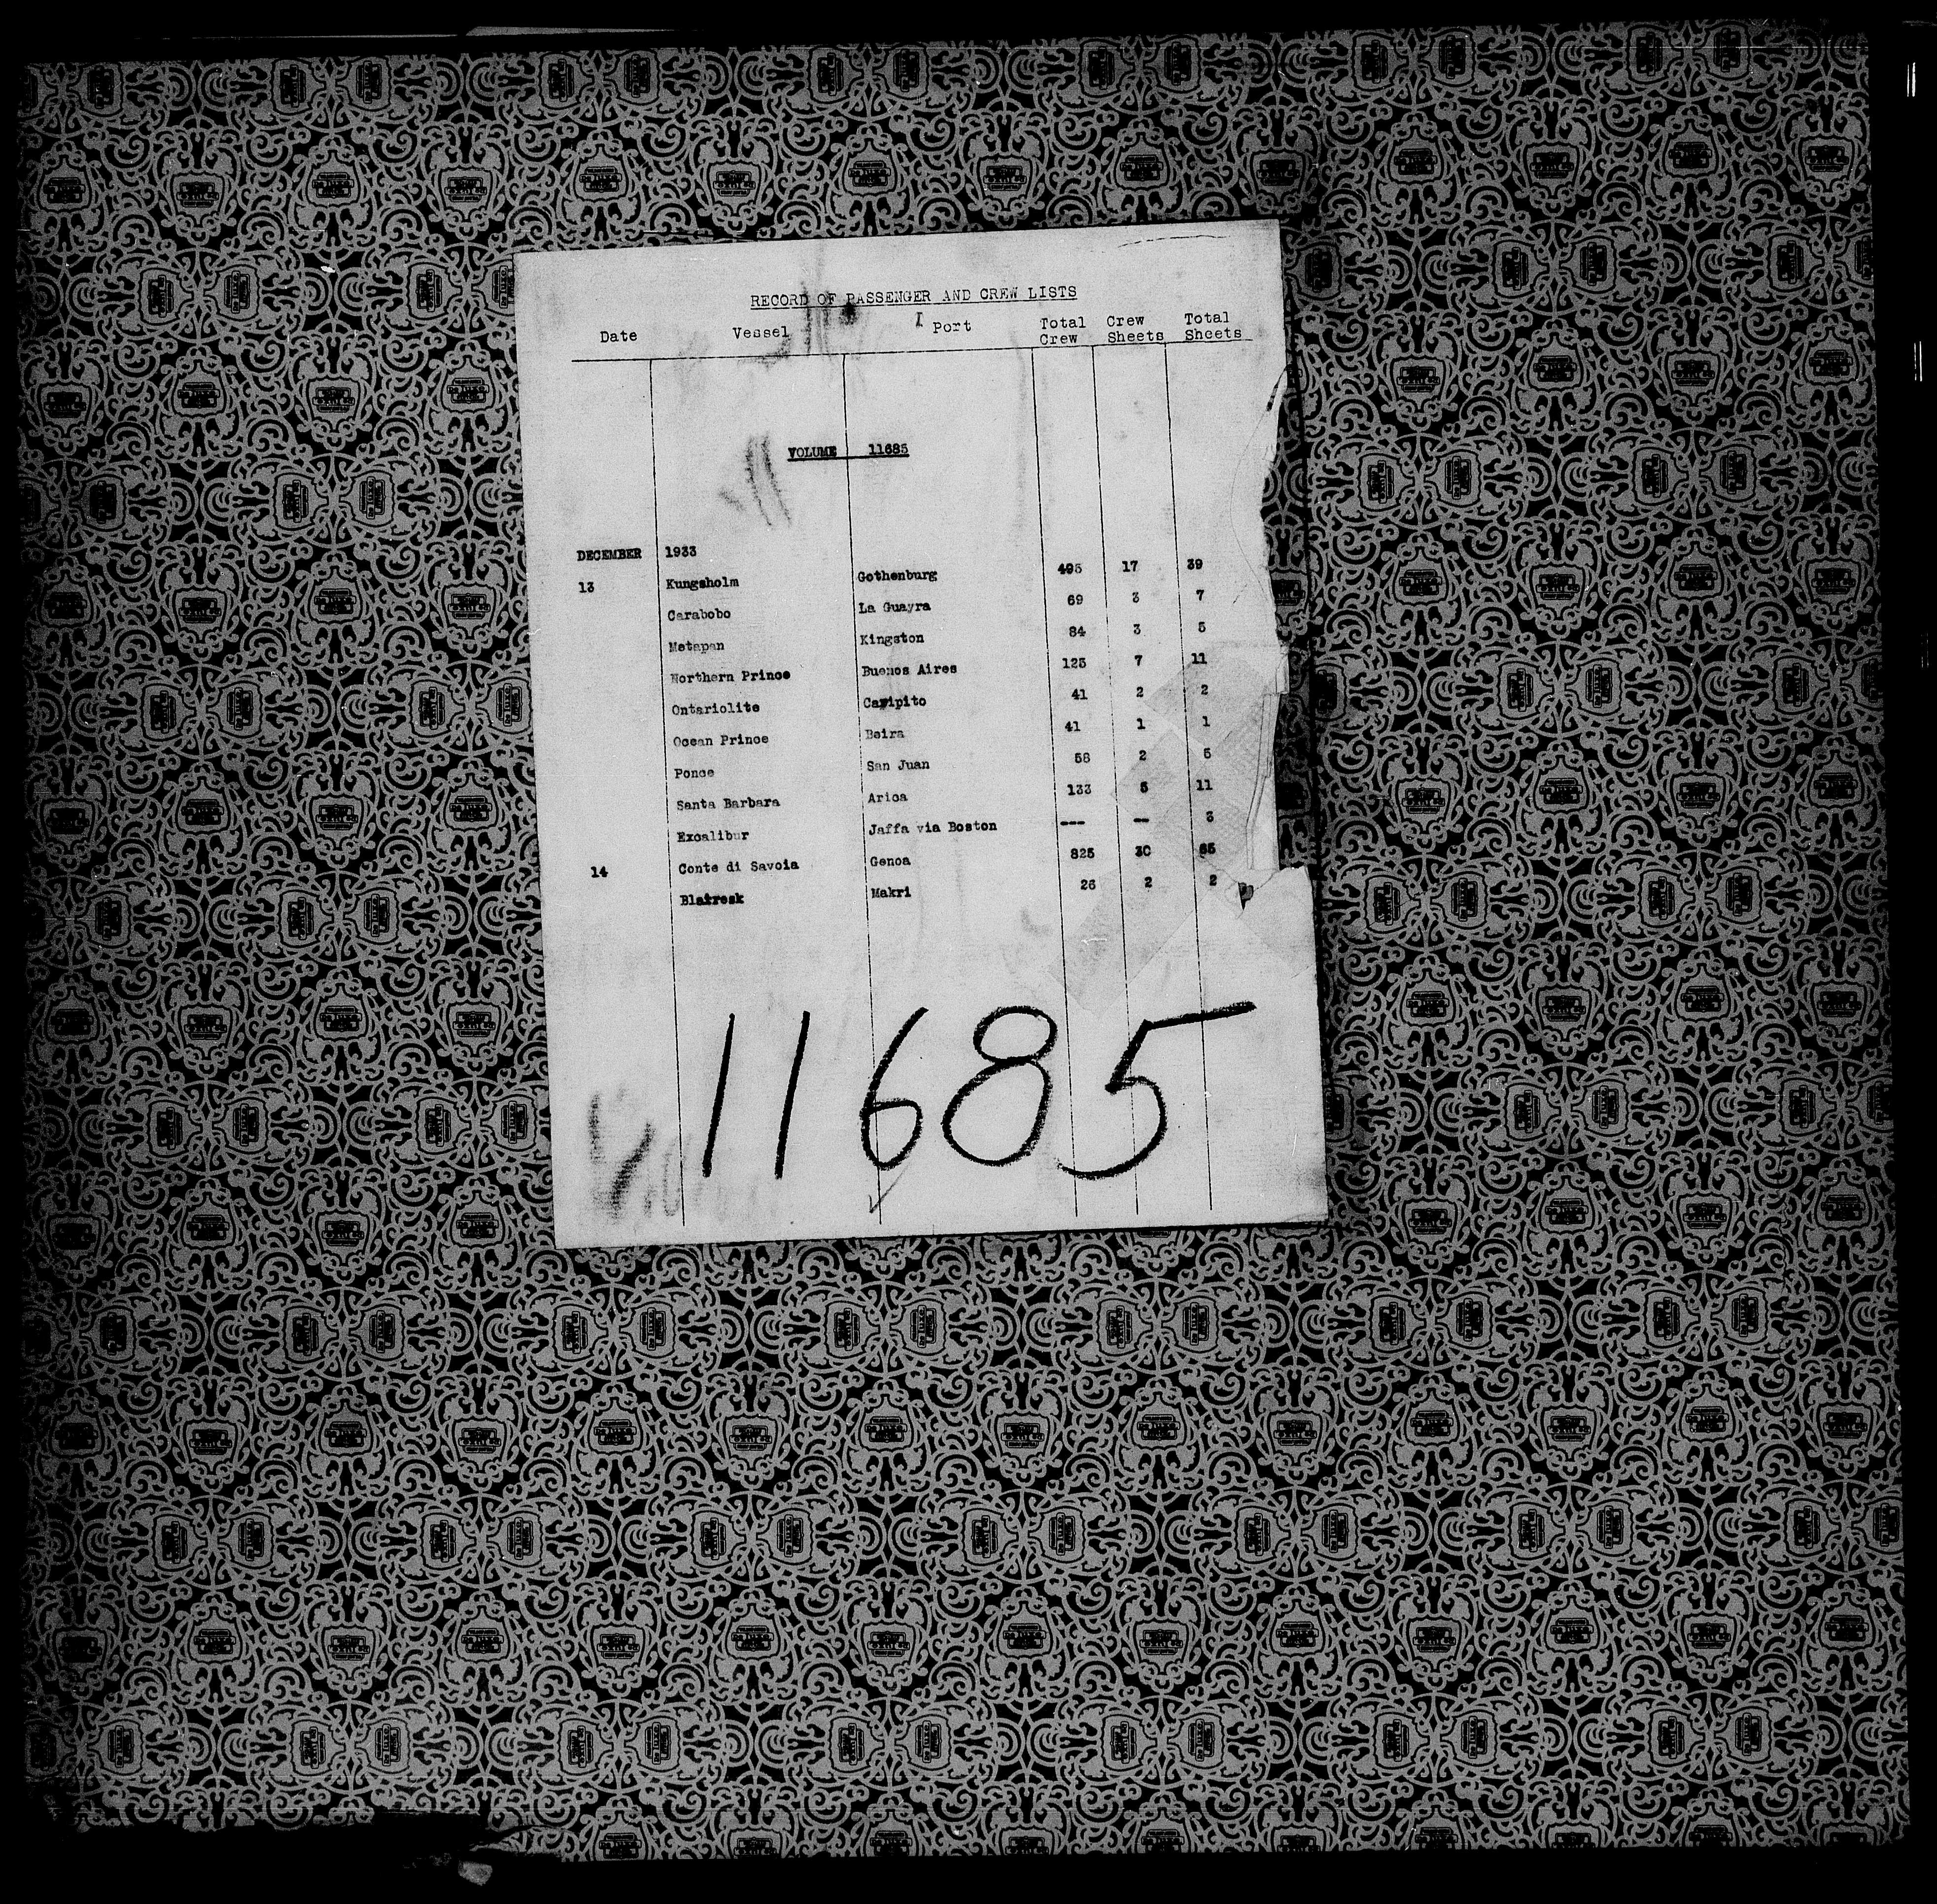 RECORD OF PASSENGER AND CREW LISTS
Date Vessel Port Total Crew Crew Sheets Total Sheets
VOLUME 11685
DECEMBER 1933
13 Kungsholm Gothenburg 495 17 39
Carabobo La Guayra 69 3 7
Metapan Kingston 84 3 5
Northern Prince Buenos Aires 125 7 11
Ontariolite Caripito 41 2 2
Ocean Prince Beira 41 1 1
Ponce San Juan 56 2 5
Santa Barbara Arica 133 5 11
Excalibur Jaffa via Boston --- -- 3
14 Conte di Savoia Genoa 825 30 65
Blairesk Makri 26 2 2
11685